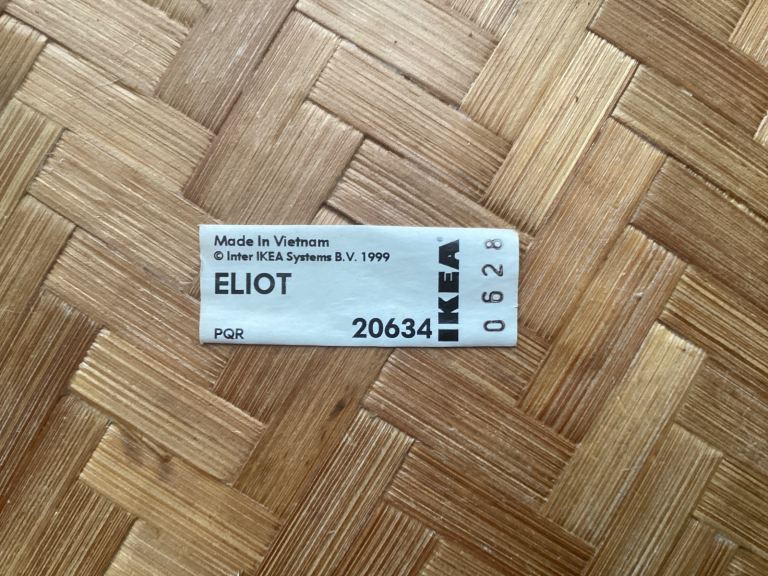 Made In Vietnam
© Inter IKEA Systems B.V. 1999
ELIOT
PQR
20634
IKEA®
0628